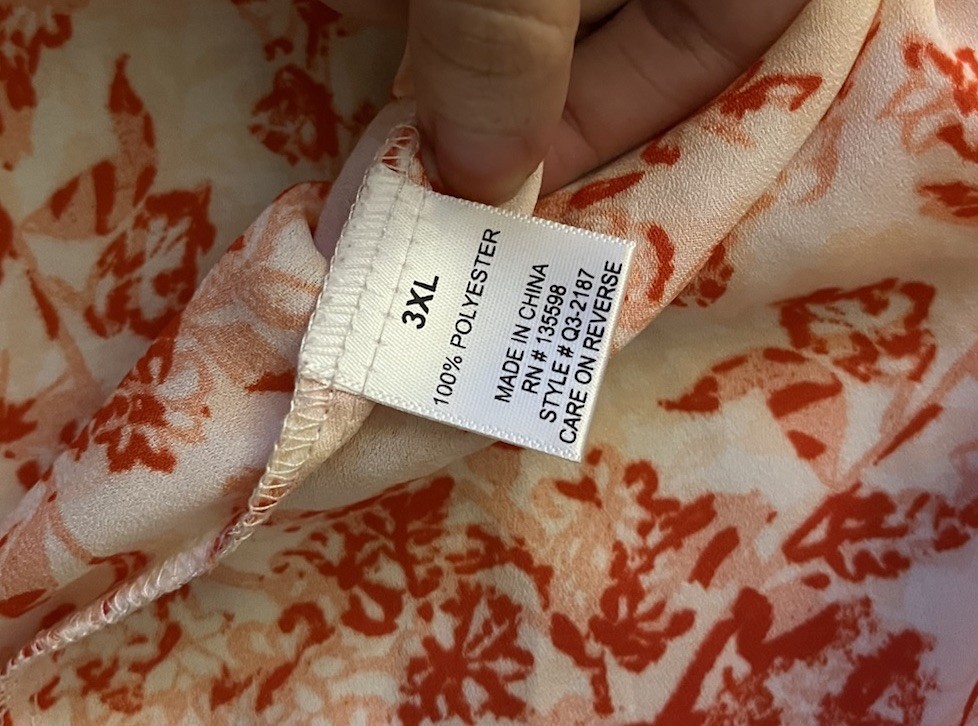 3XL
100% POLYESTER
MADE IN CHINA
RN # 135598
STYLE # Q3-2187
CARE ON REVERSE